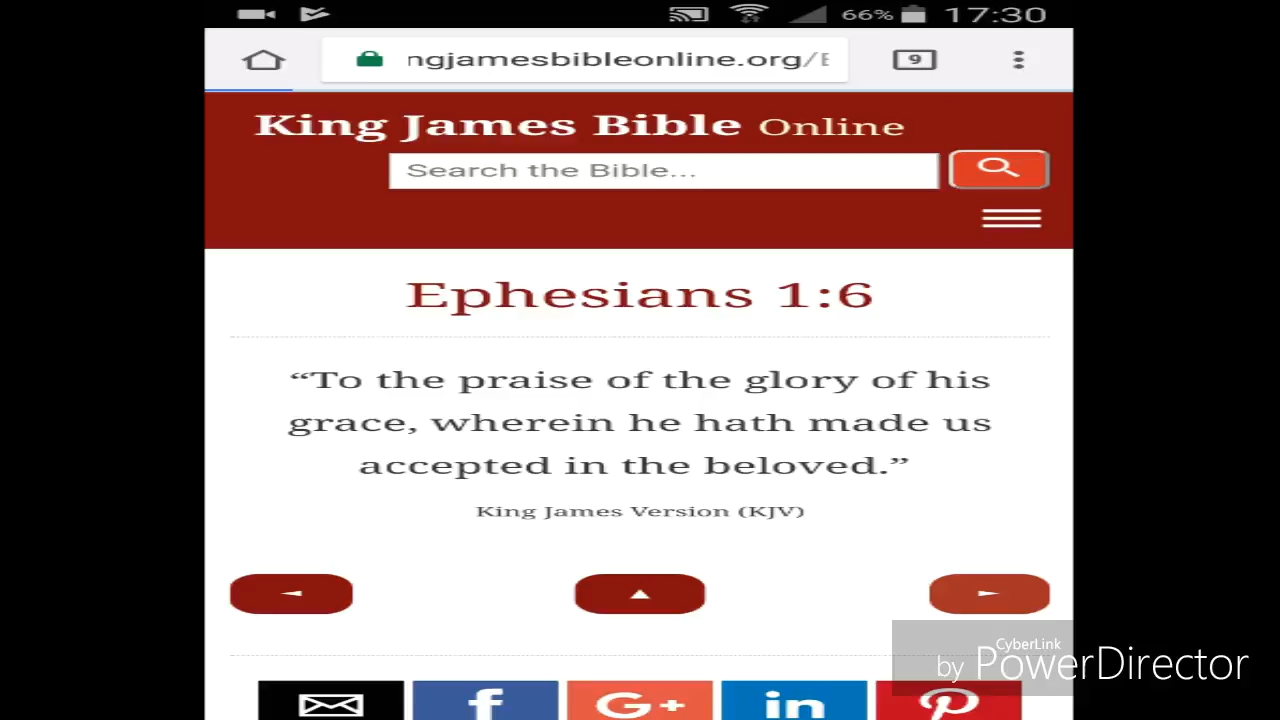 66% 17:30
ngjamesbibleonline.org/E 9
King James Bible Online
Search the Bible...
Ephesians 1:6
“To the praise of the glory of his
grace, wherein he hath made us
accepted in the beloved.”
King James Version (KJV)
CyberLink
by PowerDirector
f G+ in